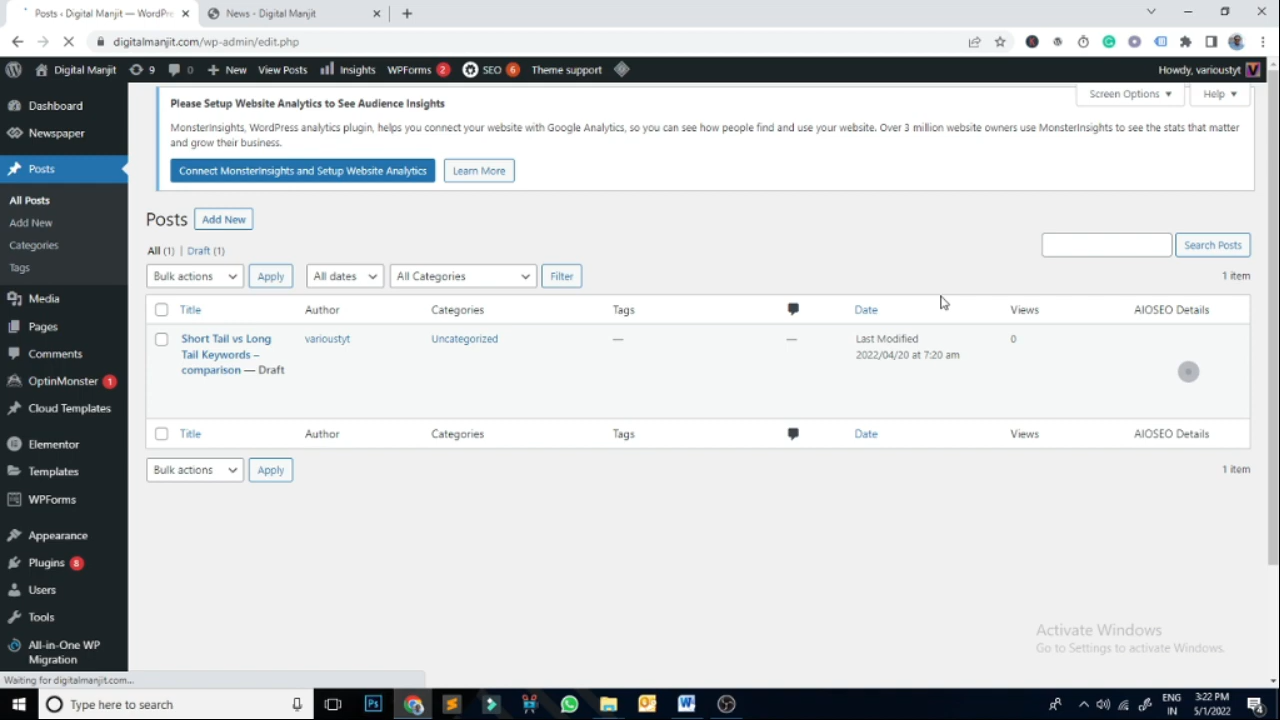 Posts ‹ Digital Manjit — WordPre
News - Digital Manjit
digitalmanjit.com/wp-admin/edit.php
Digital Manjit
9
0
New
View Posts
Insights
WPForms 2
SEO 6
Theme support
Howdy, varioustyt
Dashboard
Newspaper
Posts
All Posts
Add New
Categories
Tags
Media
Pages
Comments
OptinMonster 1
Cloud Templates
Elementor
Templates
WPForms
Appearance
Plugins 8
Users
Tools
All-in-One WP
Migration
Screen Options
Help
Please Setup Website Analytics to See Audience Insights
MonsterInsights, WordPress analytics plugin, helps you connect your website with Google Analytics, so you can see how people find and use your website. Over 3 million website owners use MonsterInsights to see the stats that matter
and grow their business.
Connect MonsterInsights and Setup Website Analytics
Learn More
Posts
Add New
All (1) | Draft (1)
Search Posts
Bulk actions
Apply
All dates
All Categories
Filter
1 item
Title
Author
Categories
Tags
Date
Views
AIOSEO Details
Short Tail vs Long
Tail Keywords –
comparison — Draft
varioustyt
Uncategorized
—
—
Last Modified
2022/04/20 at 7:20 am
0
Title
Author
Categories
Tags
Date
Views
AIOSEO Details
Bulk actions
Apply
1 item
Activate Windows
Go to Settings to activate Windows.
Waiting for digitalmanjit.com...
Type here to search
Ps
W
ENG
IN
3:22 PM
5/1/2022
4